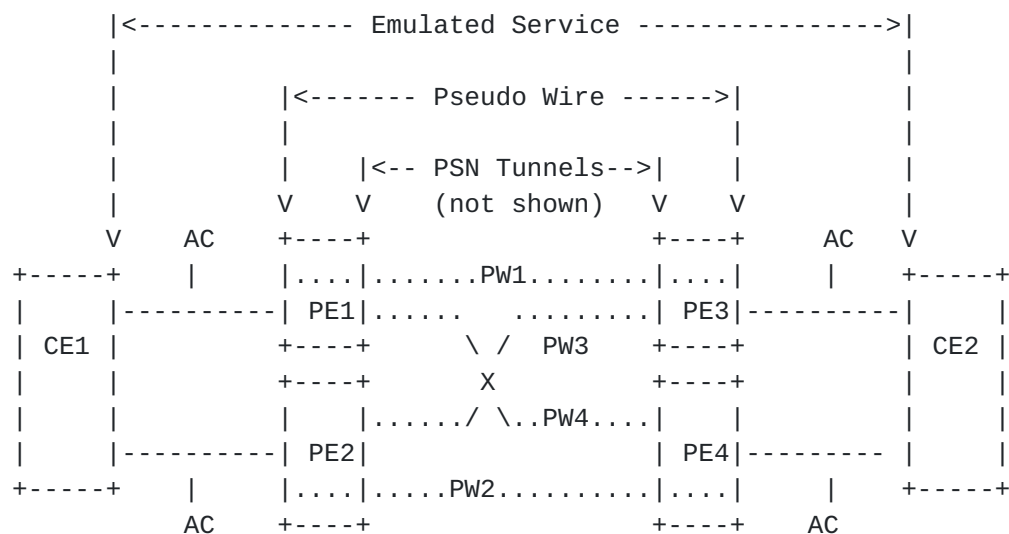 |<-------------- Emulated Service ---------------->|
|                                                  |
|          |<------- Pseudo Wire ------>|          |
|          |                            |          |
|          |    |<-- PSN Tunnels-->|    |          |
|          V    V    (not shown)   V    V          |
V    AC    +----+                  +----+     AC   V
+-----+    |     |....|.......PW1........|....|     |    +-----+
|     |----------| PE1|......   .........| PE3|----------|     |
| CE1 |          +----+      \ /  PW3    +----+          | CE2 |
|     |          +----+       X          +----+          |     |
|     |          |    |....../ \..PW4....|    |          |     |
|     |----------| PE2|                  | PE4|--------- |     |
+-----+    |     |....|.....PW2..........|....|     |    +-----+
AC    +----+                  +----+    AC